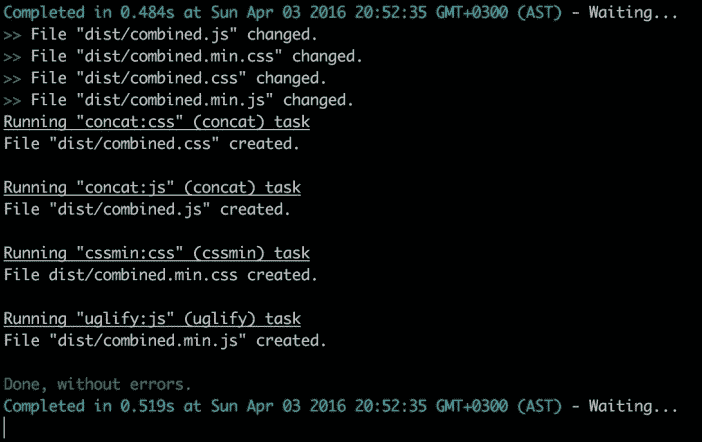 Completed in 0.484s at Sun Apr 03 2016 20:52:35 GMT+0300 (AST) - Waiting...
>> File "dist/combined.js" changed.
>> File "dist/combined.min.css" changed.
>> File "dist/combined.css" changed.
>> File "dist/combined.min.js" changed.
Running "concat:css" (concat) task
File "dist/combined.css" created.
Running "concat:js" (concat) task
File "dist/combined.js" created.
Running "cssmin:css" (cssmin) task
File dist/combined.min.css created.
Running "uglify:js" (uglify) task
File "dist/combined.min.js" created.
Done, without errors.
Completed in 0.519s at Sun Apr 03 2016 20:52:35 GMT+0300 (AST) - Waiting...